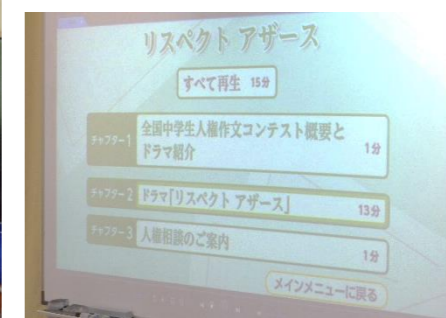 リスペクト アザース
すべて再生 15分
チャプター1
全国中学生人権作文コンテスト概要と
ドラマ紹介
1分
チャプター2 ドラマ「リスペクト アザース」 13分
チャプター3 人権相談のご案内 1分
メインメニューに戻る